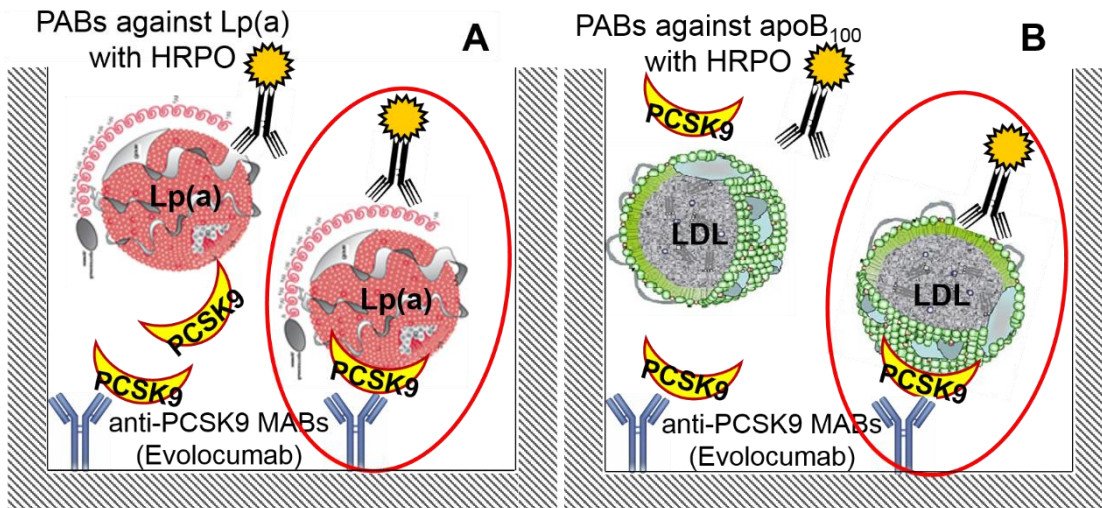 PABs against Lp(a)
with HRPO
A
Lp(a)
Lp(a)
PCSK9
PCSK9
PCSK9
anti-PCSK9 MABs
(Evolocumab)
PABs against apoB100
with HRPO
B
PCSK9
LDL
LDL
PCSK9
PCSK9
anti-PCSK9 MABs
(Evolocumab)